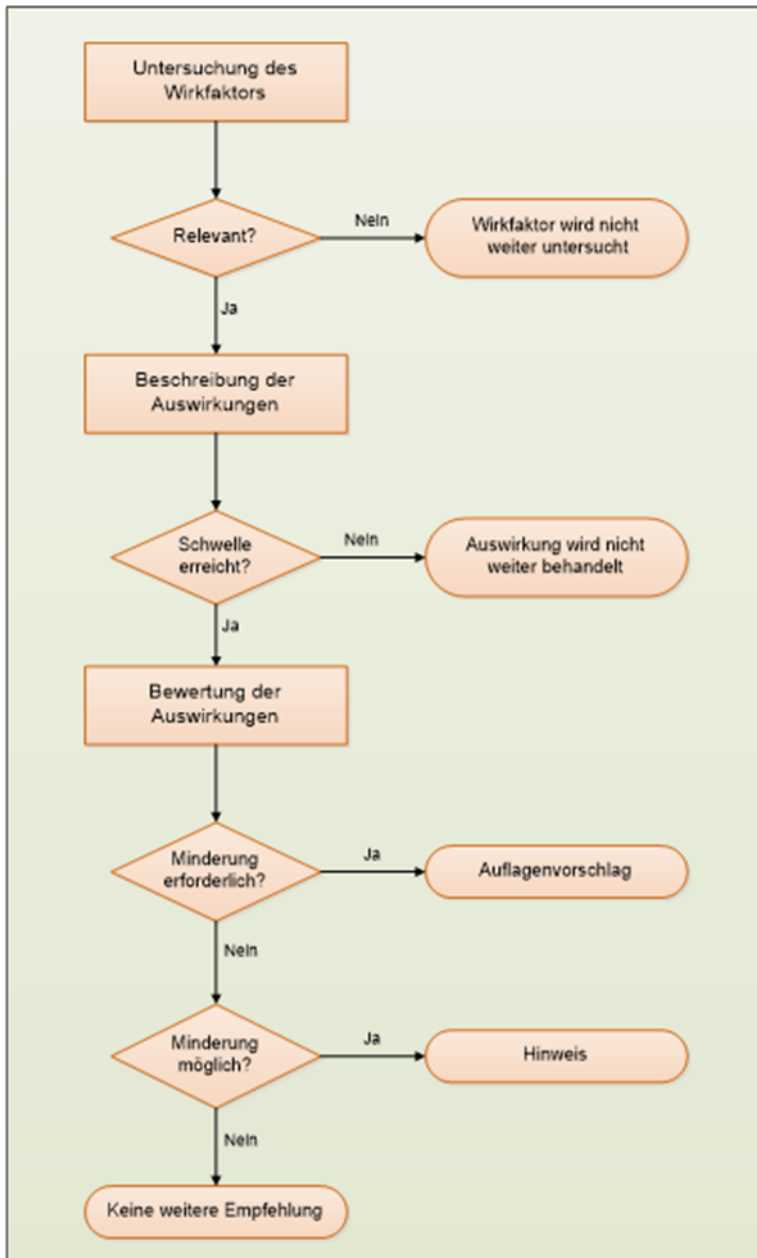 Untersuchung des
Wirkfaktors
Relevant?
Nein
Wirkfaktor wird nicht
weiter untersucht
Ja
Beschreibung der
Auswirkungen
Schwelle
erreicht?
Nein
Auswirkung wird nicht
weiter behandelt
Ja
Bewertung der
Auswirkungen
Minderung
erforderlich?
Ja
Auflagenvorschlag
Nein
Minderung
möglich?
Ja
Hinweis
Nein
Keine weitere Empfehlung